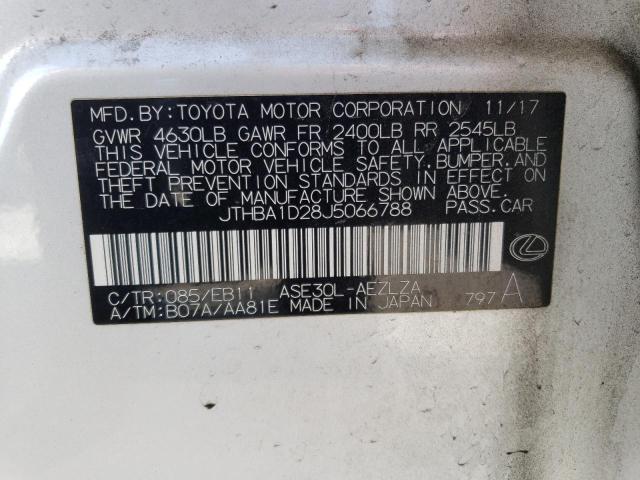 MFD.BY:TOYOTA MOTOR CORPORATION 11/17
GVWR 4630LB GAWR FR 2400LB RR 2545LB
THIS VEHICLE CONFORMS TO ALL APPLICABLE
FEDERAL MOTOR VEHICLE SAFETY,BUMPER,AND
THEFT PREVENTION STANDARDS IN EFFECT ON
THE DATE OF MANUFACTURE SHOWN ABOVE.
JTHBA1D28J5066788 PASS.CAR
C/TR:085/EB11 ASE30L-AEZLZA
A/TM:B07A/AA81E MADE IN JAPAN 797A